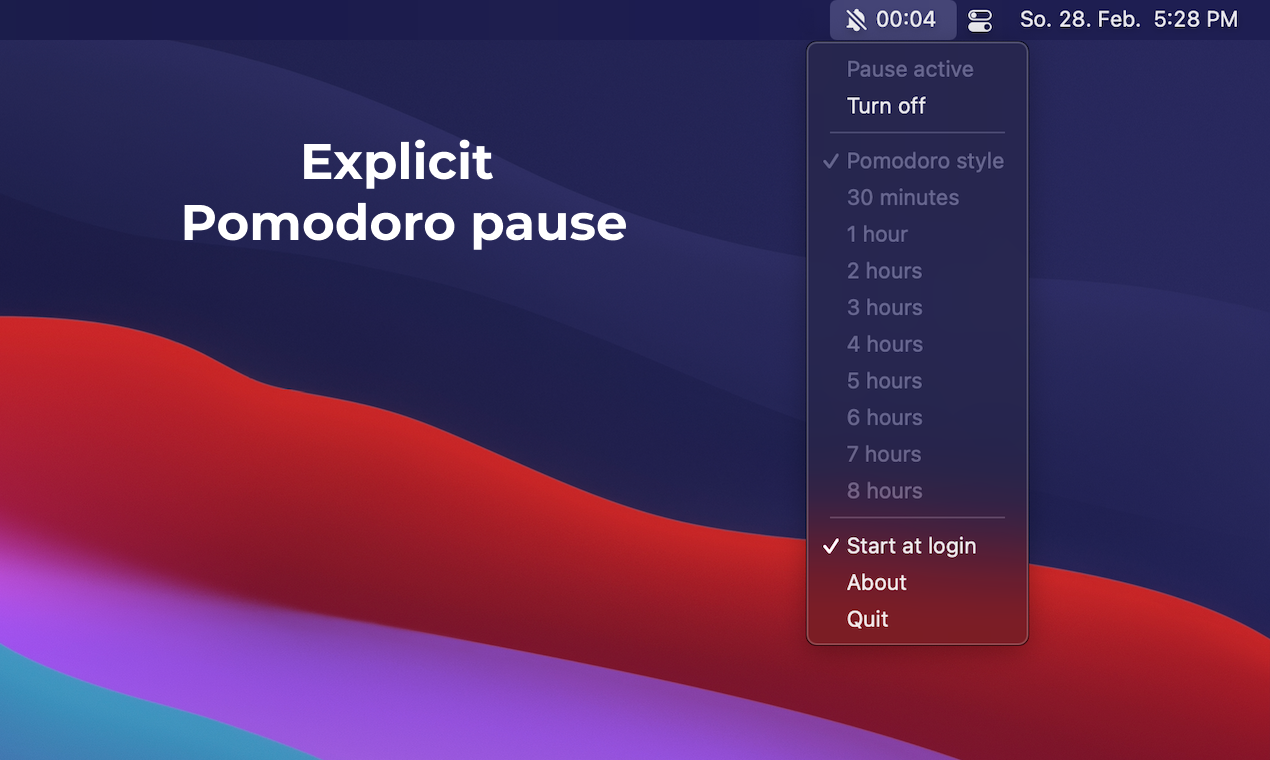 00:04 So. 28. Feb. 5:28 PM
Explicit
Pomodoro pause
Pause active
Turn off
✓ Pomodoro style
30 minutes
1 hour
2 hours
3 hours
4 hours
5 hours
6 hours
7 hours
8 hours
✓ Start at login
About
Quit